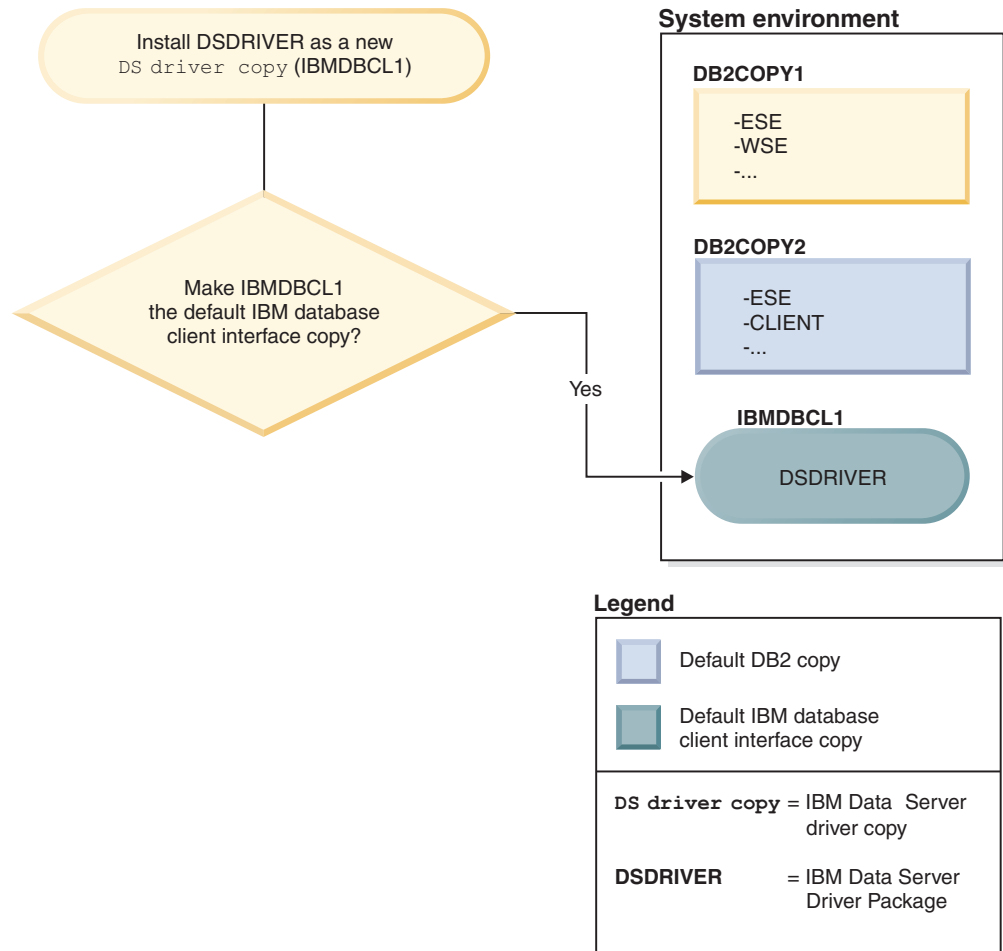 Install DSDRIVER as a new
DS driver copy (IBMDBCL1)
Make IBMDBCL1
the default IBM database
client interface copy?
Yes
System environment
DB2COPY1
-ESE
-WSE
-...
DB2COPY2
-ESE
-CLIENT
-...
IBMDBCL1
DSDRIVER
Legend
Default DB2 copy
Default IBM database
client interface copy
DS driver copy = IBM Data Server
driver copy
DSDRIVER = IBM Data Server
Driver Package